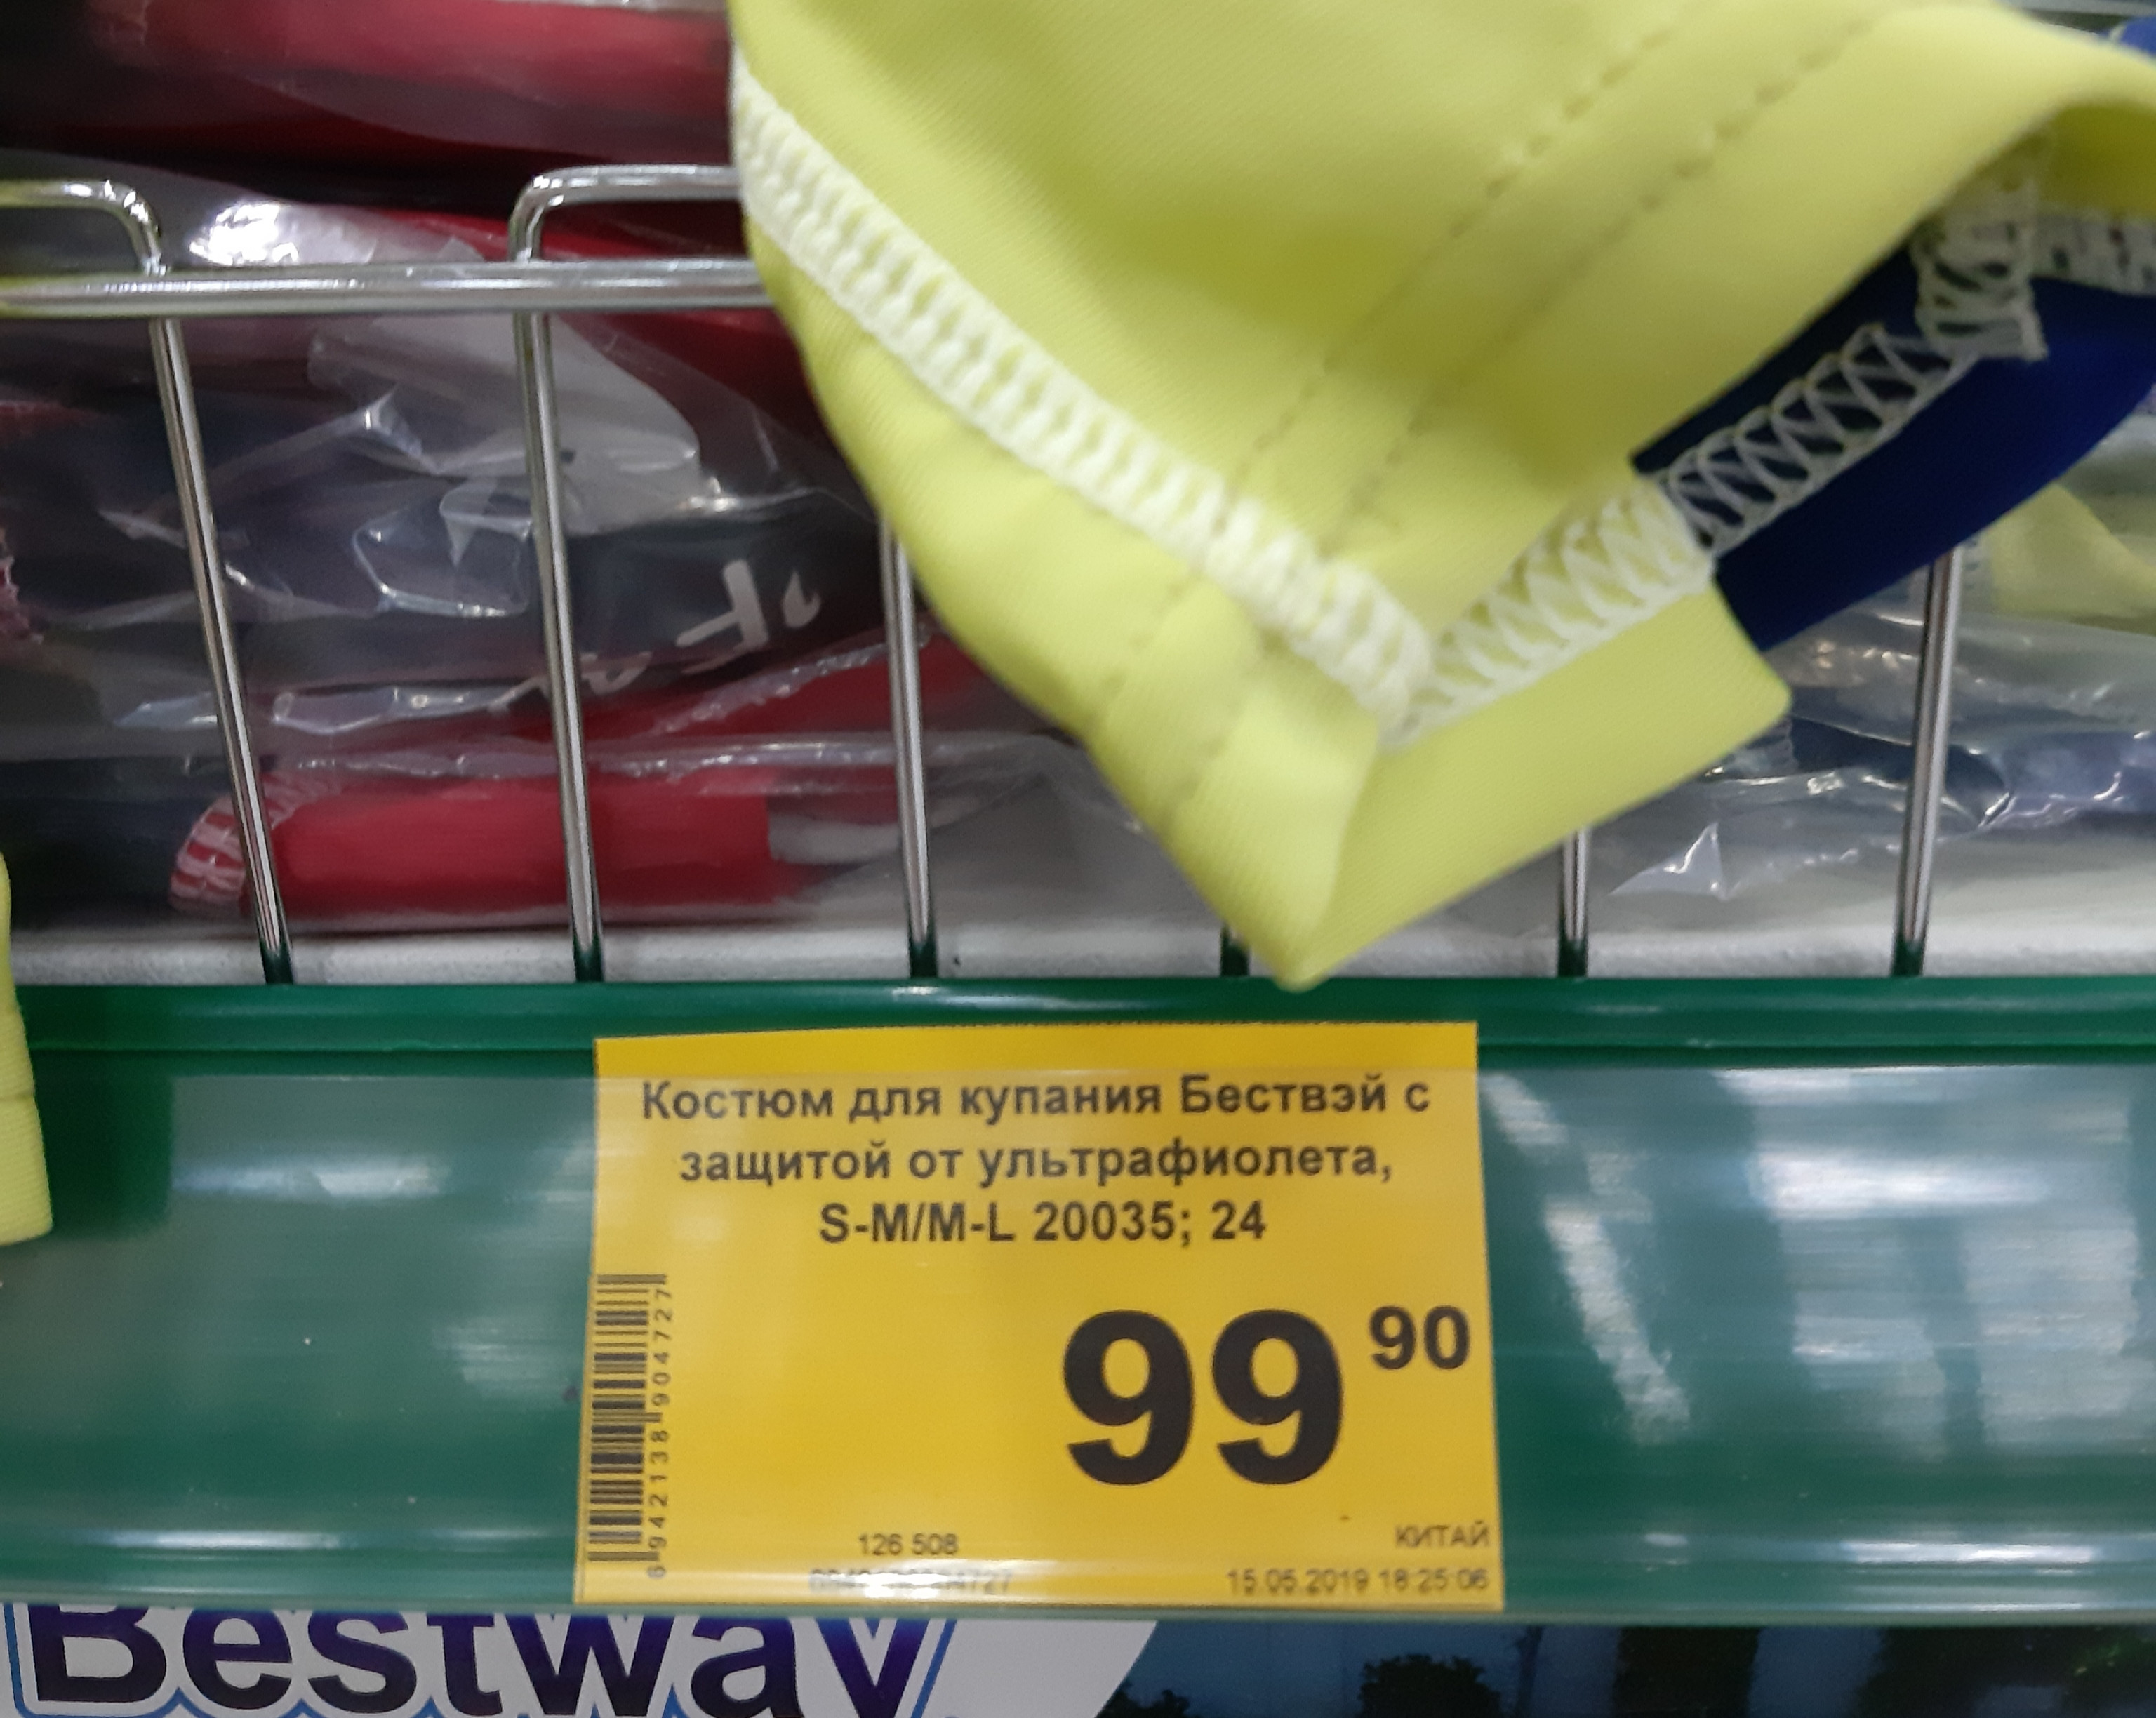 Костюм для купания Бествэй с
защитой от ультрафиолета,
S-M/M-L 20035; 24
99 90
6942138904727
126 508
КИТАЙ
15.05.2019 18:25:06
Bestway